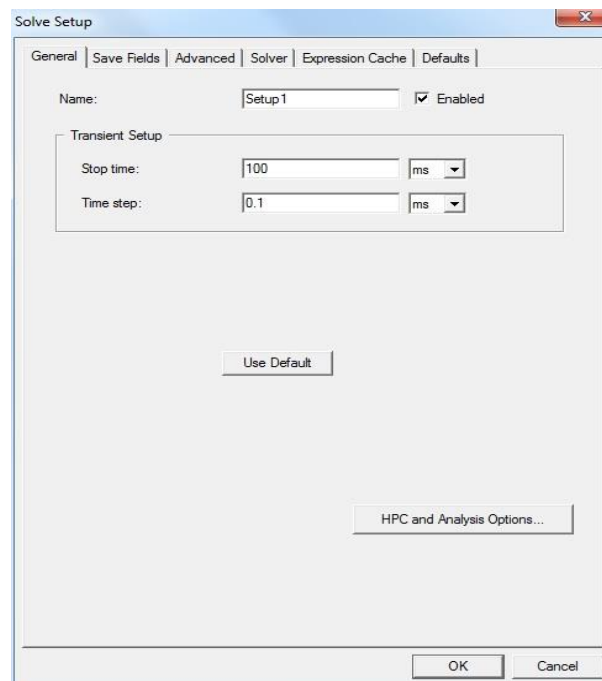 Solve Setup
General Save Fields Advanced Solver Expression Cache Defaults
Name: Setup1 Enabled
Transient Setup
Stop time: 100 ms
Time step: 0.1 ms
Use Default
HPC and Analysis Options...
OK Cancel